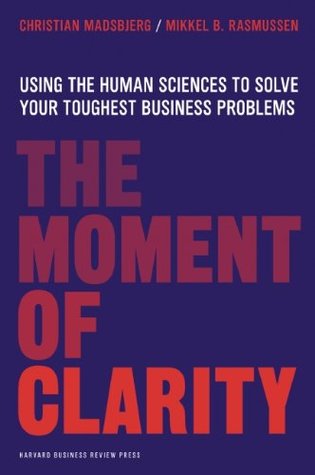 CHRISTIAN MADSBJERG / MIKKEL B. RASMUSSEN
USING THE HUMAN SCIENCES TO SOLVE
YOUR TOUGHEST BUSINESS PROBLEMS
THE
MOMENT
OF
CLARITY
HARVARD BUSINESS REVIEW PRESS